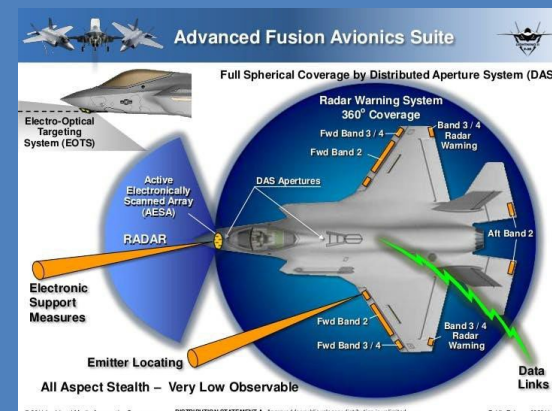 Advanced Fusion Avionics Suite
Full Spherical Coverage by Distributed Aperture System (DAS
Electro-Optical
Targeting
System (EOTS)
Radar Warning System
360° Coverage
Fwd Band 3 / 4
Band 3 / 4
Radar
Warning
Fwd Band 2
Active
Electronically
Scanned Array
(AESA)
DAS Apertures
RADAR
Aft Band 2
Electronic
Support
Measures
Fwd Band 2
Band 3 / 4
Radar
Warning
Fwd Band 3 / 4
Emitter Locating
Data
Links
All Aspect Stealth – Very Low Observable
DISTRIBUTION STATEMENT A